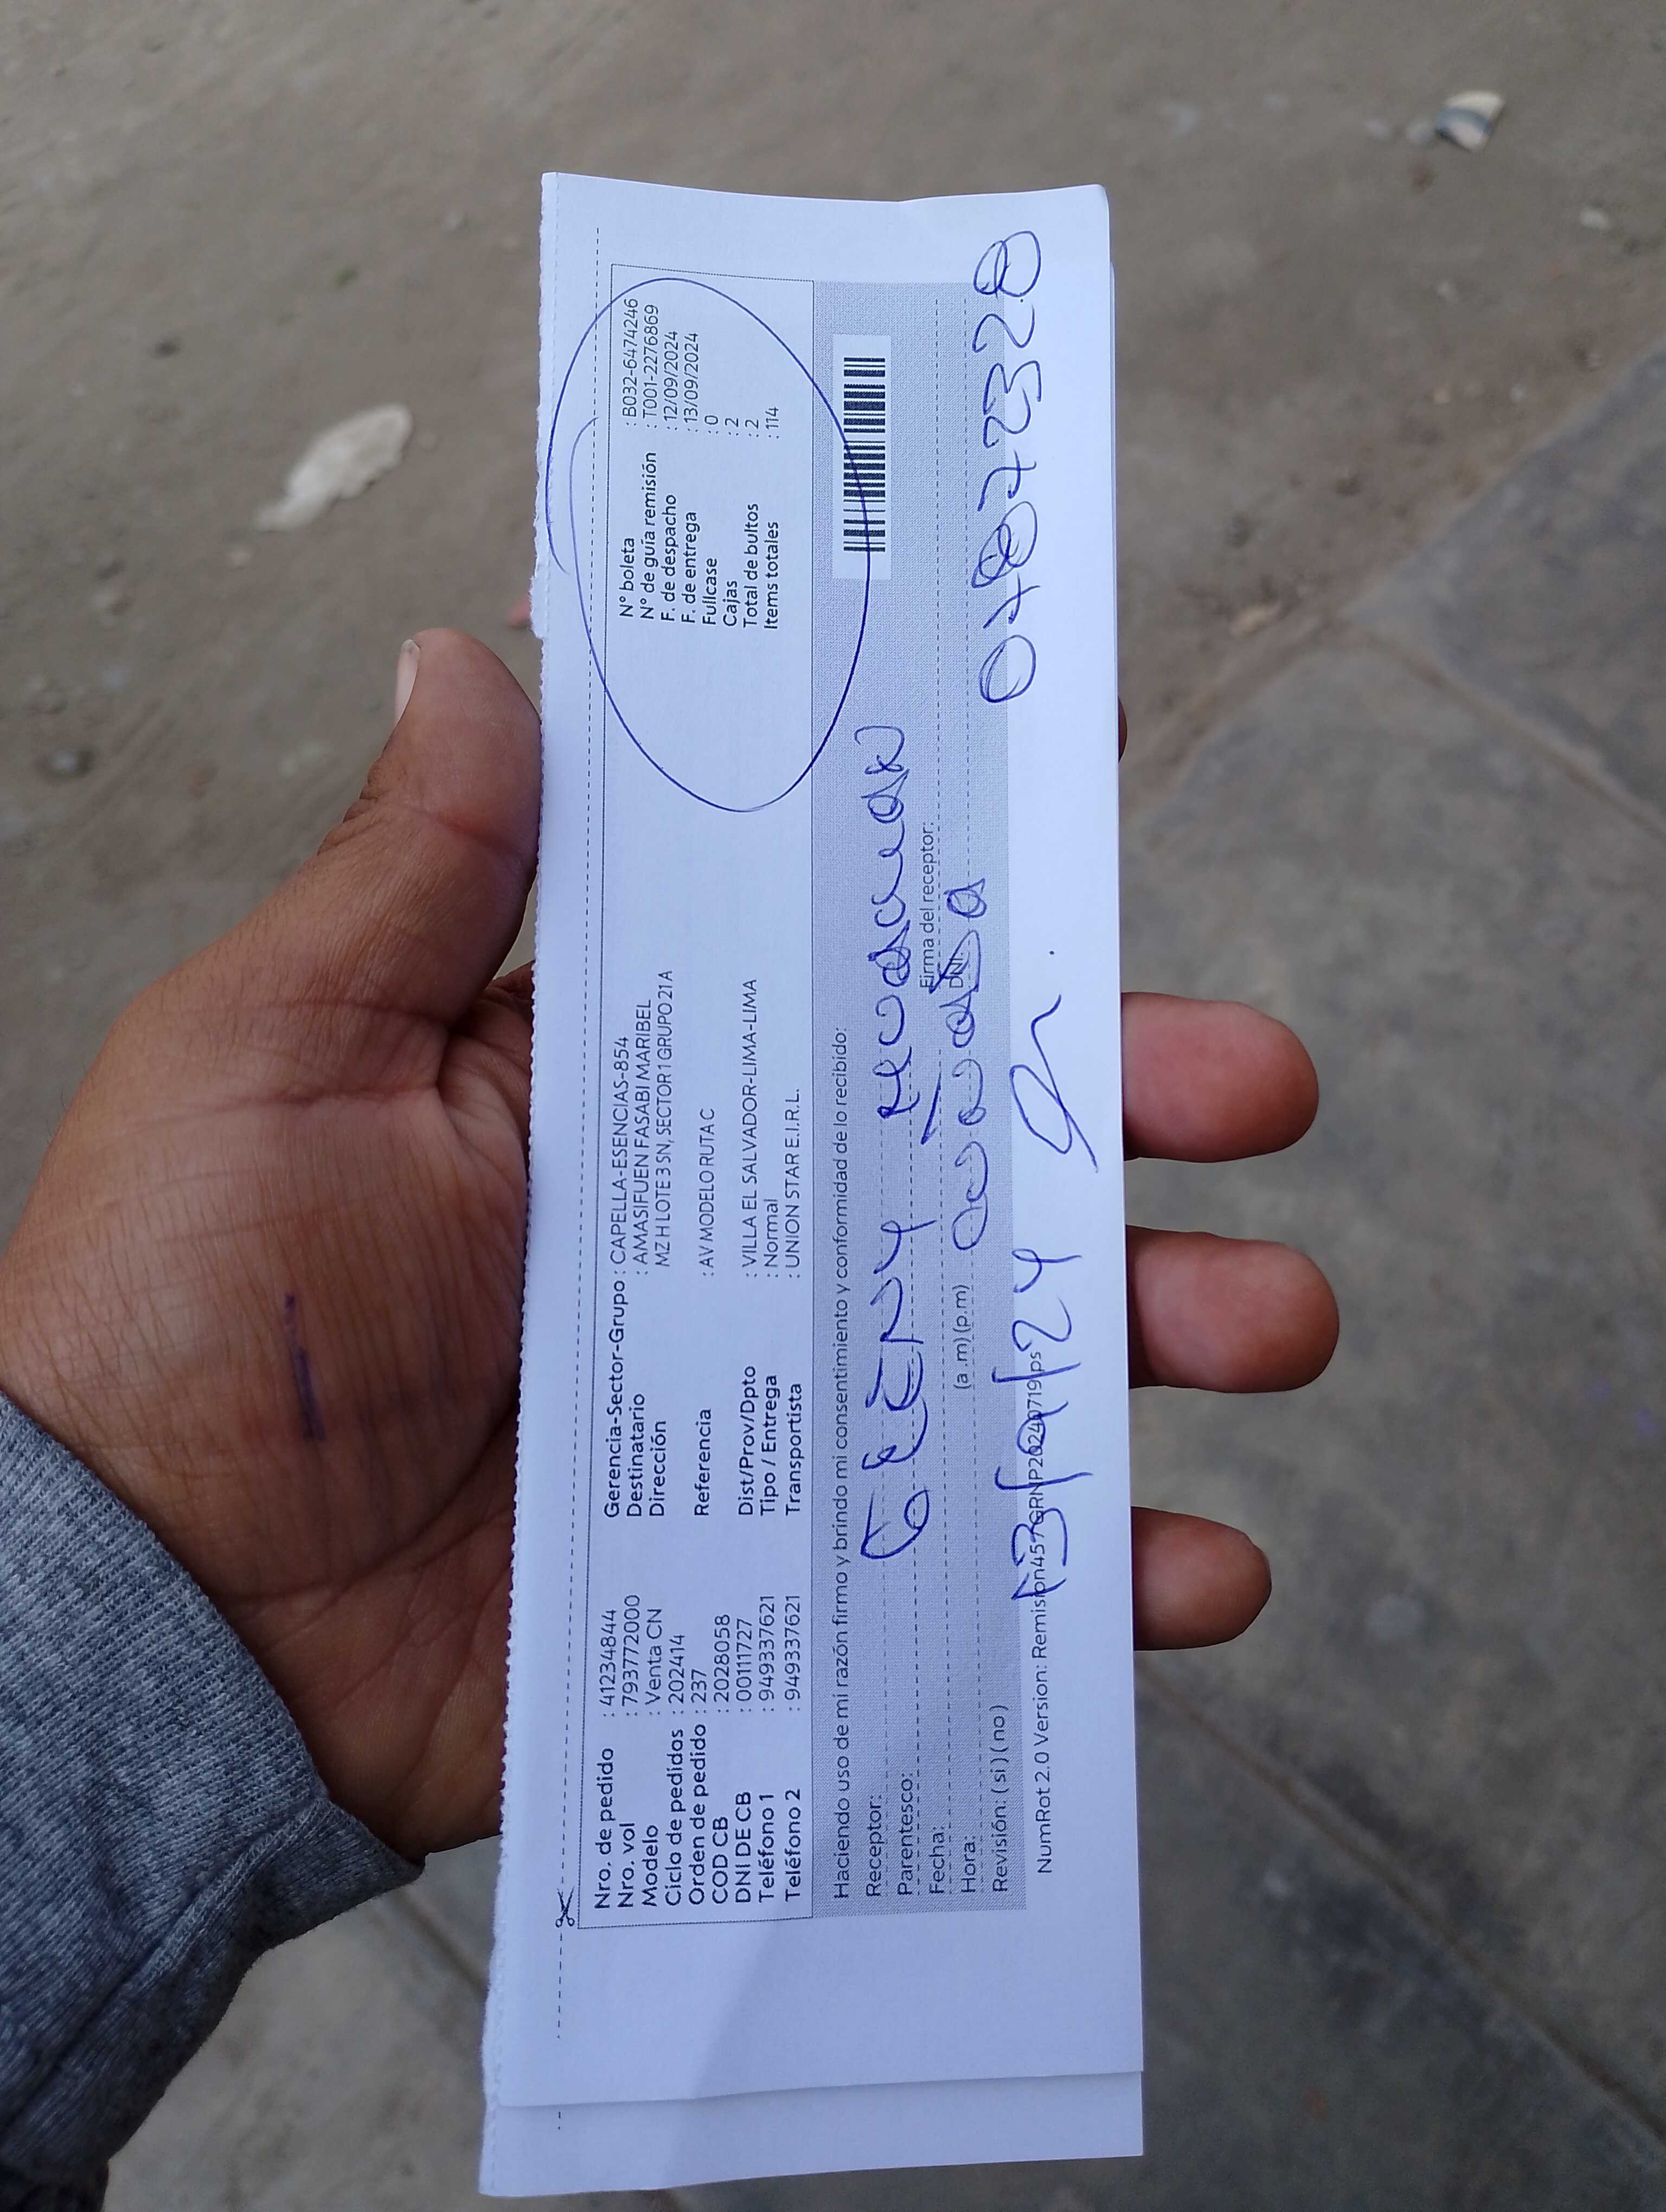 Nro. de pedido : 41234844
Nro. vol : 793772000
Modelo : Venta CN
Ciclo de pedidos : 202414
Orden de pedido : 237
COD CB : 2028058
DNI DE CB : 00111727
Teléfono 1 : 949337621
Teléfono 2 : 949337621
Gerencia-Sector-Grupo : CAPELLA-ESENCIAS-854
Destinatario : AMASIFUEN FASABI MARIBEL
Dirección MZ H LOTE 3 SN, SECTOR 1 GRUPO 21 A
Referencia : AV MODELO RUTA C
Dist/Prov/Dpto : VILLA EL SALVADOR-LIMA-LIMA
Tipo / Entrega : Normal
Transportista : UNION STAR E.I.R.L.
N° boleta : B032-6474246
N° de guía remisión : T001-2276869
F. de despacho : 12/09/2024
F. de entrega : 13/09/2024
Fullcase : 0
Cajas : 2
Total de bultos : 2
Items totales : 114
Haciendo uso de mi razón firmo y brindo mi consentimiento y conformidad de lo recibido:
Receptor:
Parentesco:
Fecha: Firma del receptor:
Hora: (a.m) (p.m) DNI:
Revisión: ( si ) ( no )
13/9/24
NumRot 2.0 Version: